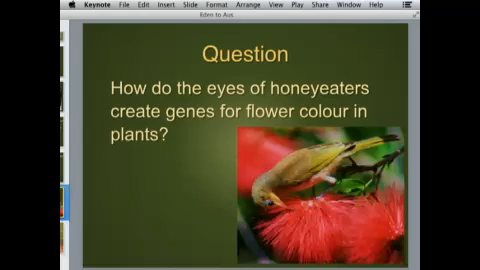 Keynote File Edit Insert Slide Format Arrange View Play Share Window Help
Eden to Aus
Question
How do the eyes of honeyeaters
create genes for flower colour in
plants?